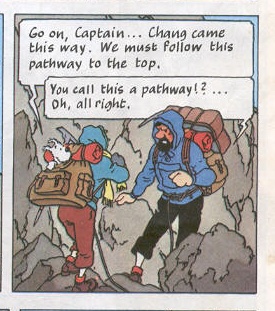 Go on, Captain... Chang came
this way. We must follow this
pathway to the top.
You call this a pathway!? ...
Oh, all right.